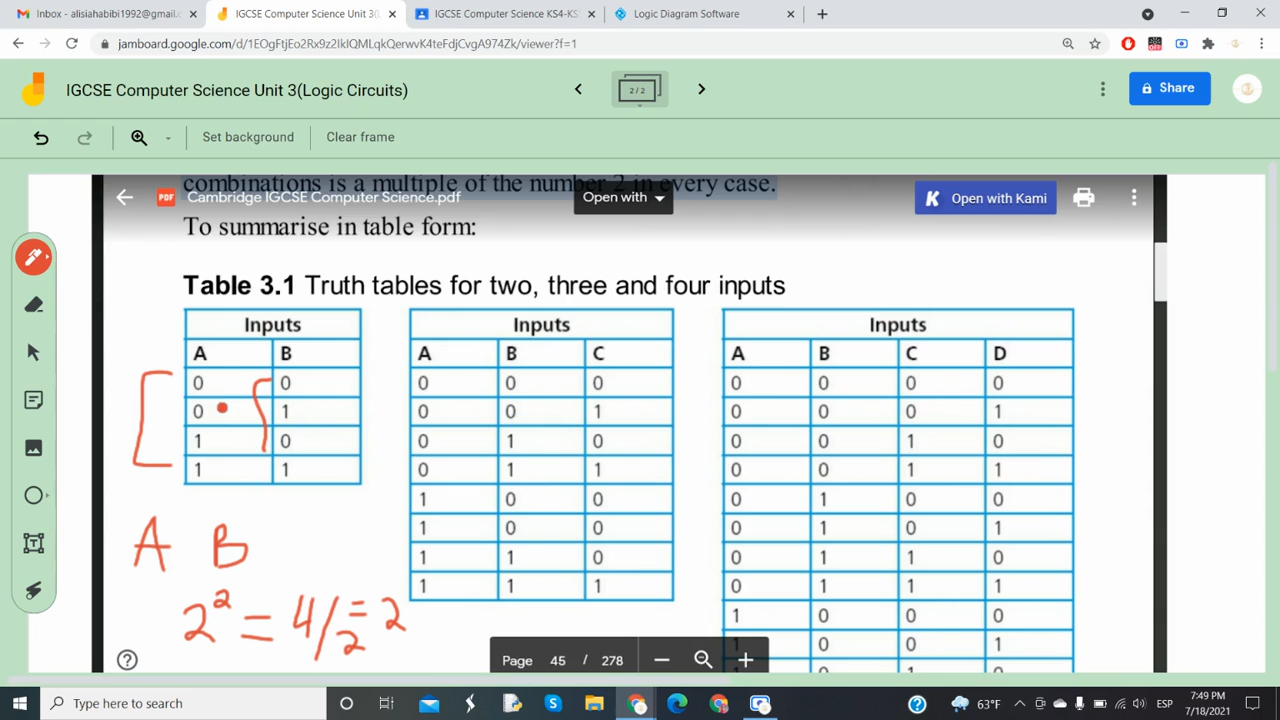 Inbox - alisiahabibi1992@gmail.c
IGCSE Computer Science Unit 3(
IGCSE Computer Science KS4-KS
Logic Diagram Software
jamboard.google.com/d/1EOgFtjEo2Rx9z2IkIQMLqkQerwvK4teF8JCvgA974Zk/viewer?f=1
IGCSE Computer Science Unit 3(Logic Circuits)
2 / 2
Share
Set background
Clear frame
combinations is a multiple of the number 2 in every case.
Cambridge IGCSE Computer Science.pdf
Open with
Open with Kami
To summarise in table form:
Table 3.1 Truth tables for two, three and four inputs
Inputs Inputs Inputs
A B A B C A B C D
0 0 0 0 0 0 0 0 0
0 1 0 0 1 0 0 0 1
1 0 0 1 0 0 0 1 0
1 1 0 1 1 0 0 1 1
1 0 0 0 1 0 0
1 0 1 0 1
1 1 0 0 1 1 0
1 1 1 0 1 1 1
1 0 0 0
1 0 0 1
A B
2² = 4/2 = 2
Page 45 / 278
Type here to search
63°F
ESP
7:49 PM
7/18/2021